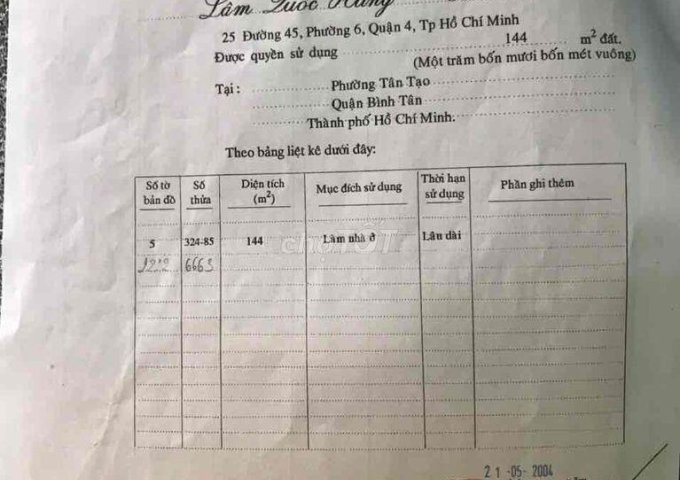 Lâm Quốc Hùng
25 Đường 45, Phường 6, Quận 4, Tp Hồ Chí Minh
Được quyền sử dụng 144 m² đất.
(Một trăm bốn mươi bốn mét vuông)
Tại : Phường Tân Tạo
Quận Bình Tân
Thành phố Hồ Chí Minh.
Theo bảng liệt kê dưới đây:
Số tờ bản đồ Số thửa Diện tích (m²) Mục đích sử dụng Thời hạn sử dụng Phần ghi thêm
5 324-85 144 Làm nhà ở Lâu dài
6663
21-05-2004